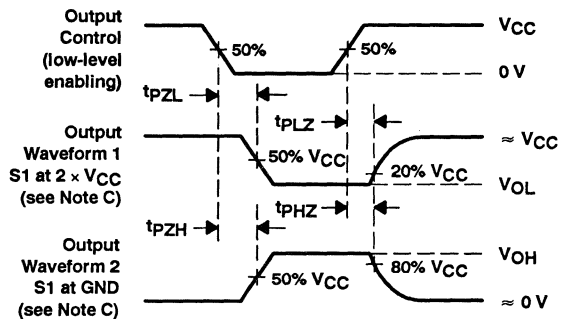 Output
Control
(low-level
enabling)
50%
50%
VCC
0 V
tPZL
tPLZ
Output
Waveform 1
S1 at 2 × VCC
(see Note C)
50% VCC
20% VCC
≈ VCC
VOL
tPZH
tPHZ
Output
Waveform 2
S1 at GND
(see Note C)
50% VCC
80% VCC
VOH
≈ 0 V